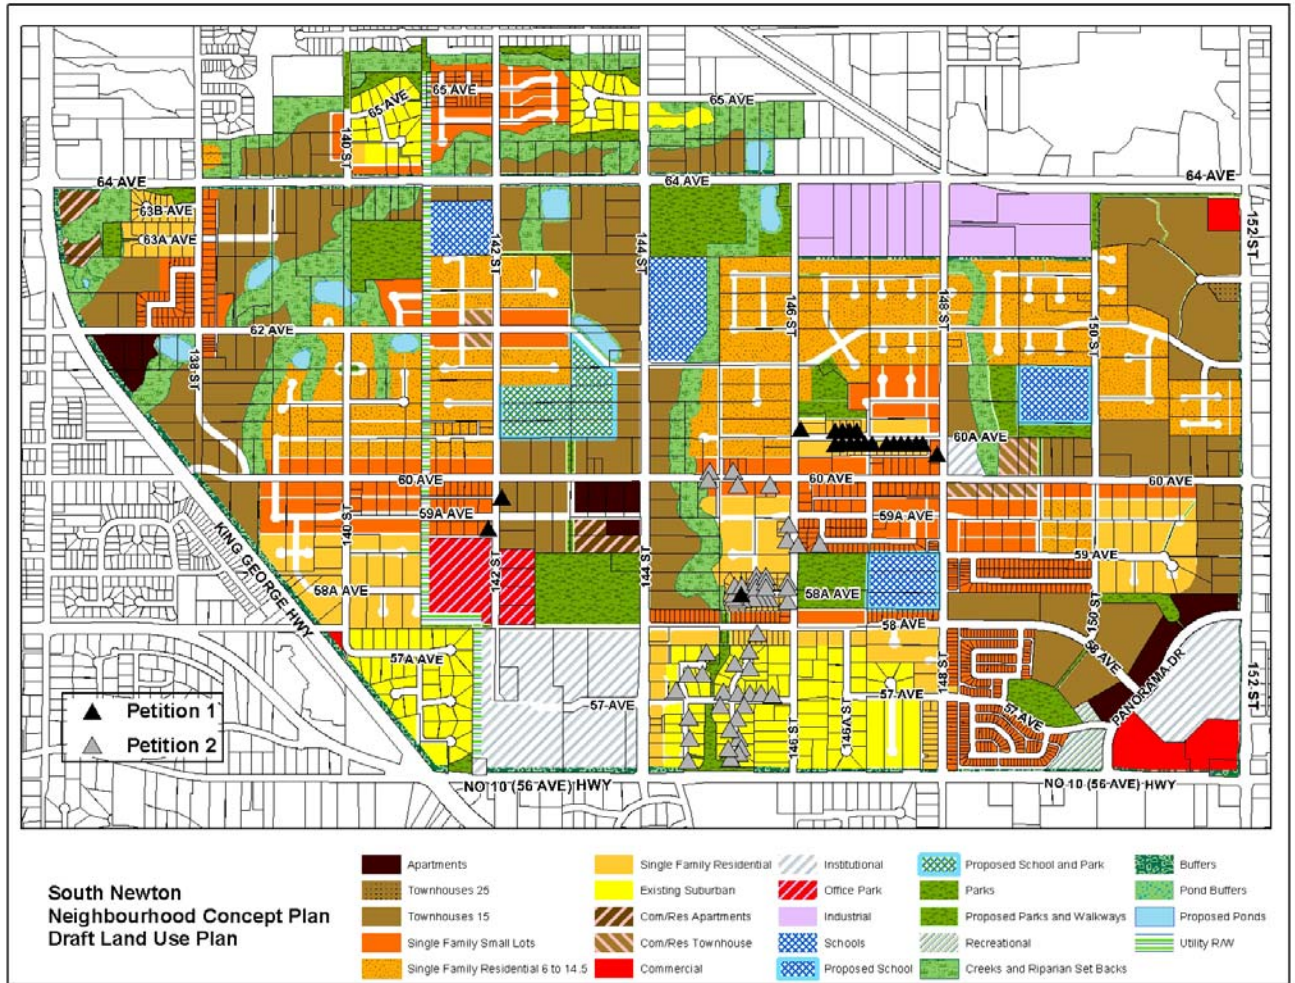 65 AVE
65 AVE
65 AVE
140 ST
64 AVE
64 AVE
64 AVE
63B AVE
63A AVE
142 ST
144 ST
152 ST
62 AVE
138 ST
146 ST
148 ST
150 ST
60A AVE
60 AVE
60 AVE
60 AVE
59A AVE
59A AVE
140 ST
59 AVE
KING GEORGE HWY
142 ST
144 ST
58A AVE
58A AVE
58 AVE
150 ST
58 AVE
57A AVE
148 ST
PANORAMA DR
152 ST
57 AVE
57 AVE
57 AVE
146 ST
146A ST
Petition 1
Petition 2
NO 10 (56 AVE) HWY
NO 10 (56 AVE) HWY
South Newton
Neighbourhood Concept Plan
Draft Land Use Plan
Apartments
Townhouses 25
Townhouses 15
Single Family Small Lots
Single Family Residential 6 to 14.5
Single Family Residential
Existing Suburban
Com/Res Apartments
Com/Res Townhouse
Commercial
Institutional
Office Park
Industrial
Schools
Proposed School
Proposed School and Park
Parks
Proposed Parks and Walkways
Recreational
Creeks and Riparian Set Backs
Buffers
Pond Buffers
Proposed Ponds
Utility R/W